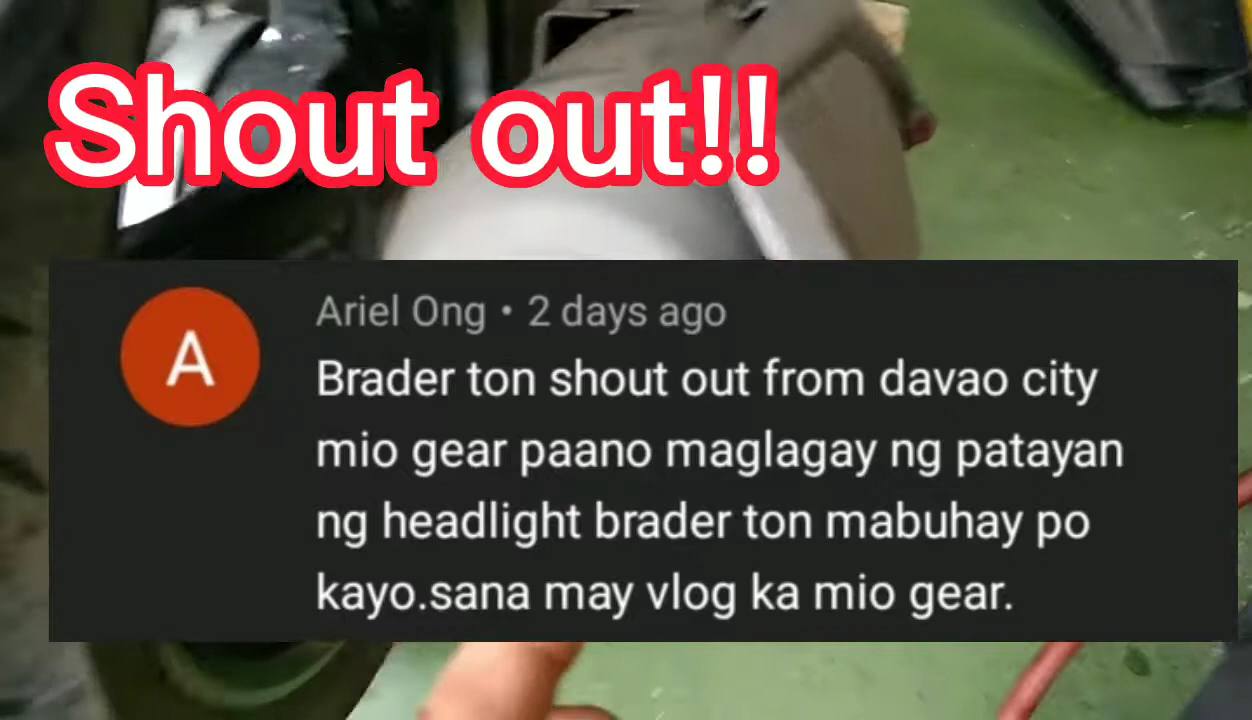 Shout out!!
A
Ariel Ong • 2 days ago
Brader ton shout out from davao city
mio gear paano maglagay ng patayan
ng headlight brader ton mabuhay po
kayo.sana may vlog ka mio gear.